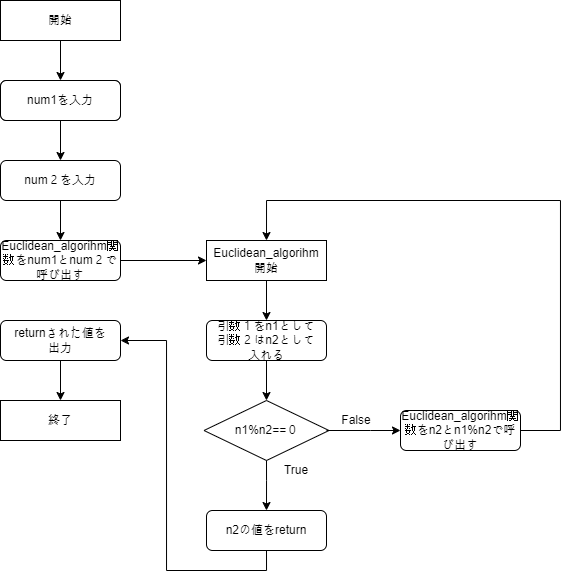 開始
num1を入力
num 2 を入力
Euclidean_algorihm関
数をnum1とnum 2 で
呼び出す
Euclidean_algorihm
開始
引数 1 をn1として
引数 2 はn2として
入れる
n1%n2== 0
False
Euclidean_algorihm関
数をn2とn1%n2で呼
び出す
True
n2の値をreturn
returnされた値を
出力
終了